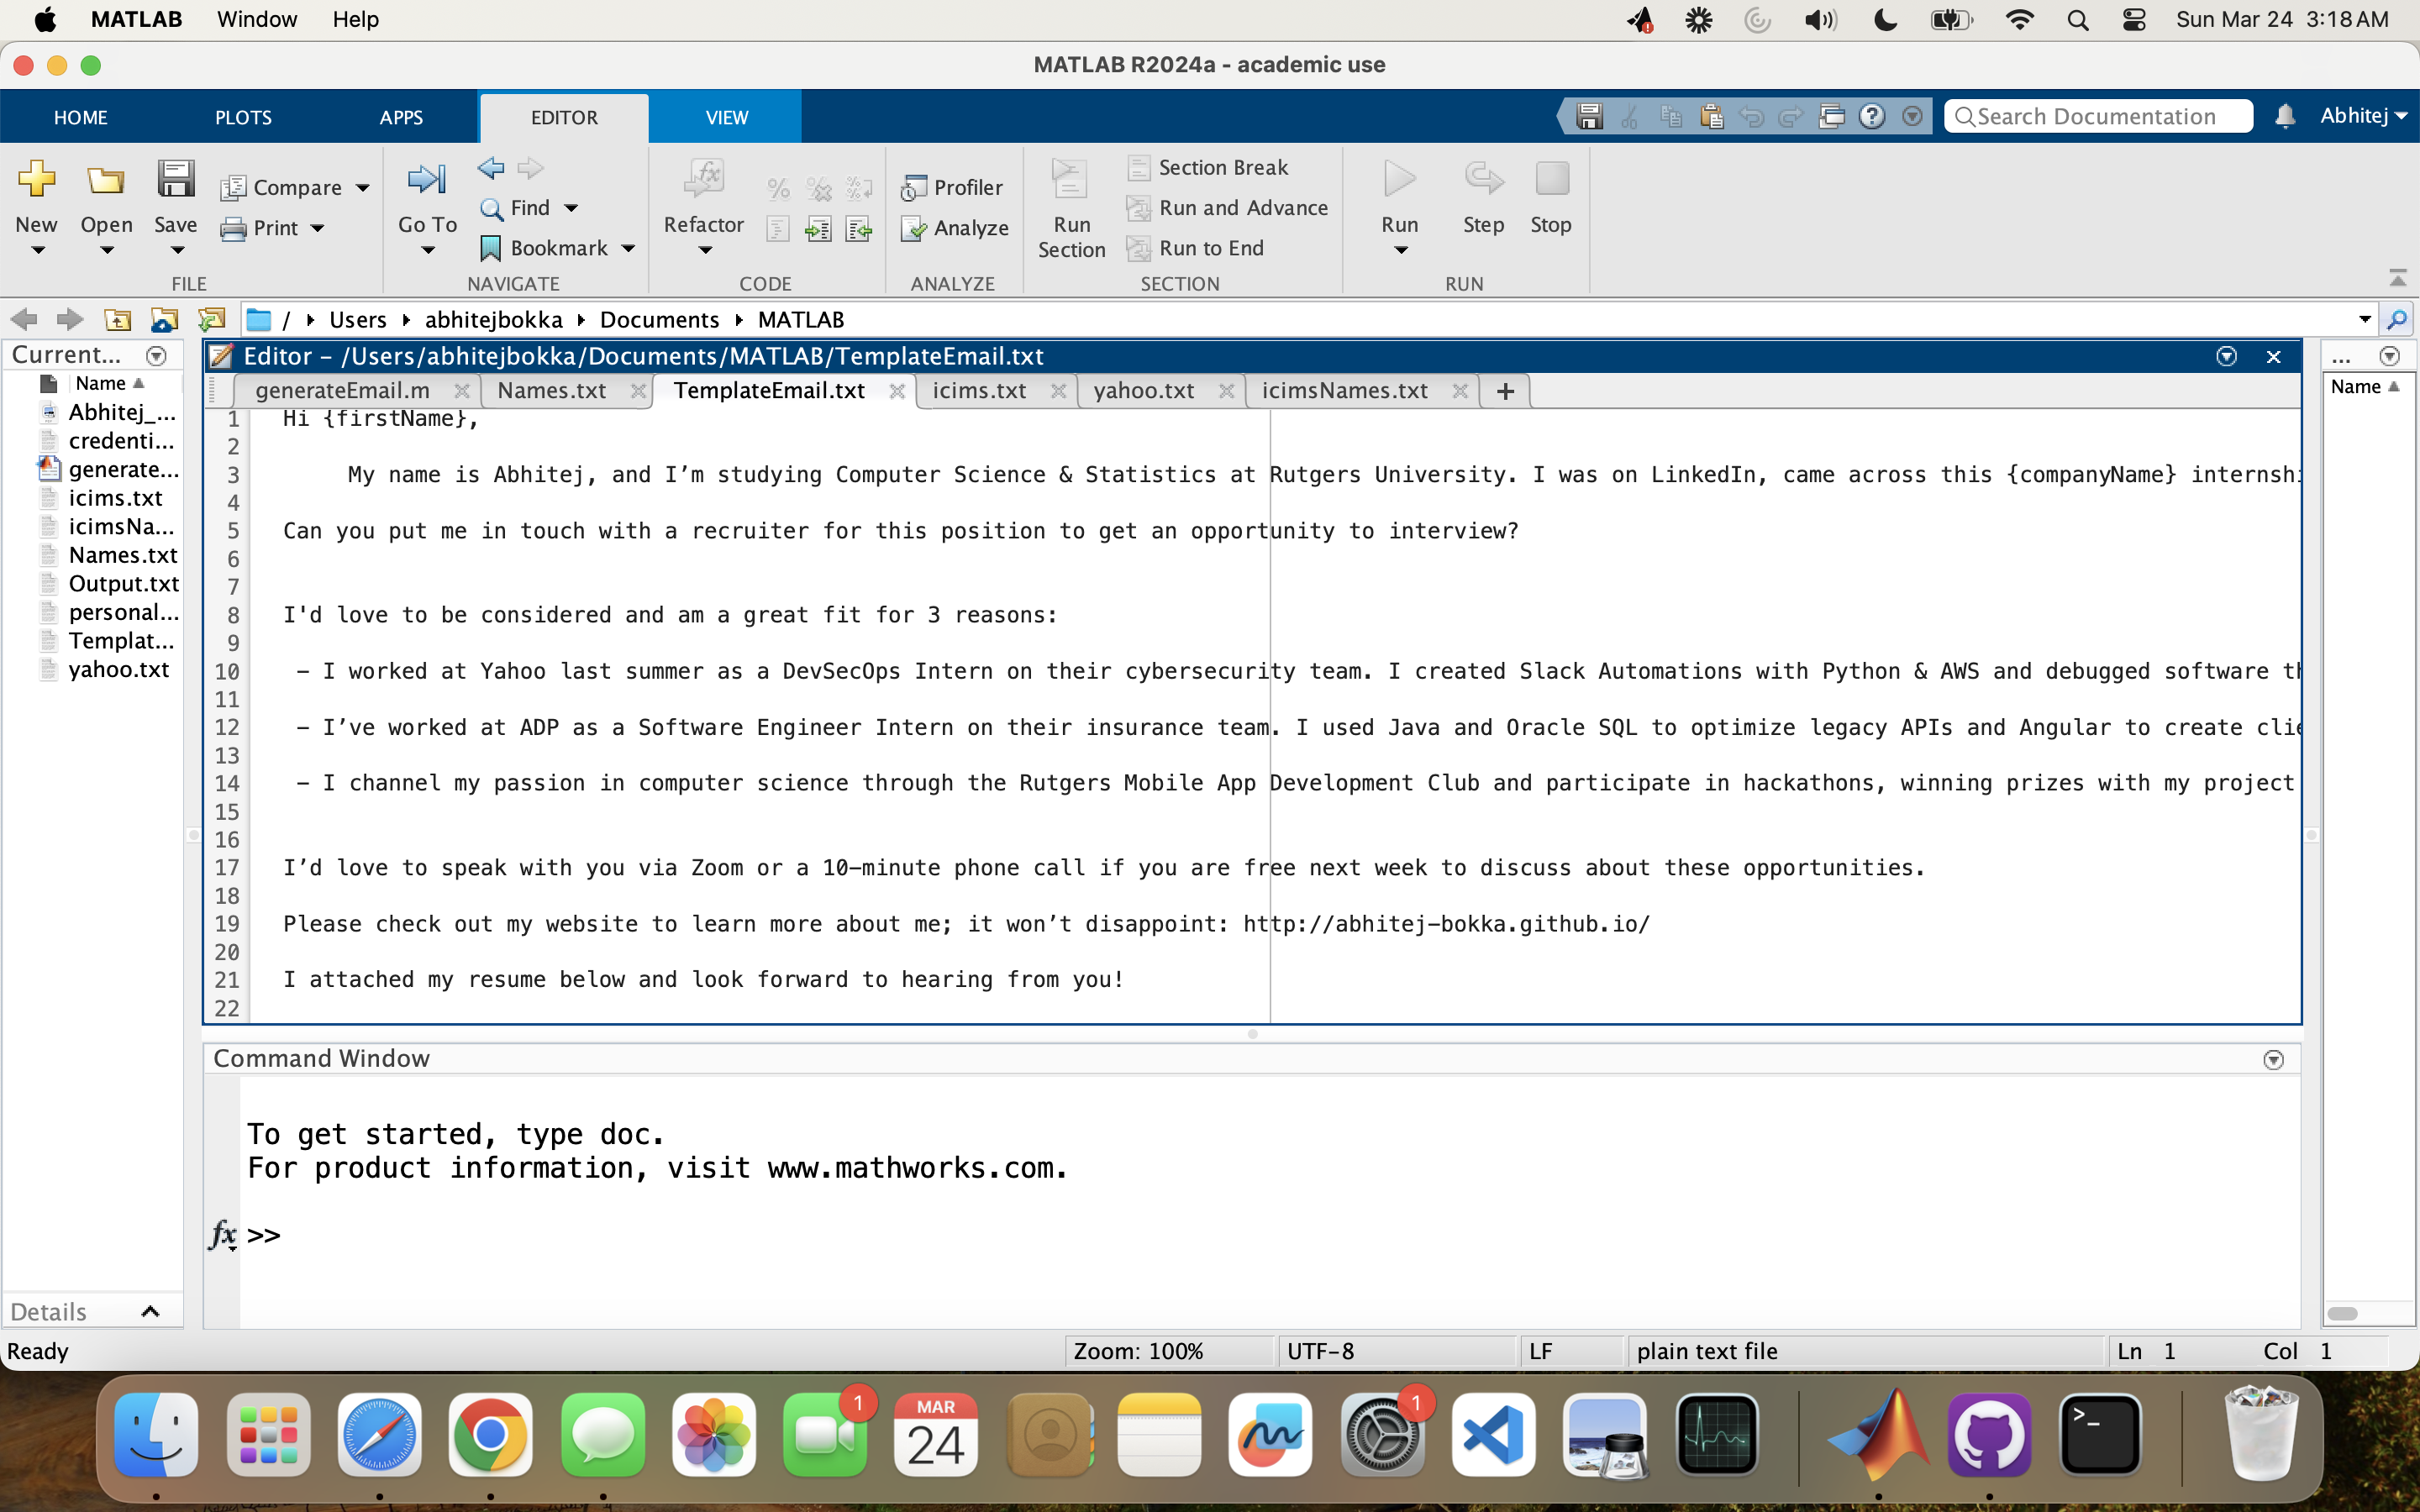 MATLAB Window Help Sun Mar 24 3:18 AM
MATLAB R2024a - academic use
HOME PLOTS APPS EDITOR VIEW Search Documentation Abhitej
New Open Save Compare Print FILE
Go To Find Bookmark NAVIGATE
Refactor CODE
Profiler Analyze ANALYZE
Run Section Section Break Run and Advance Run to End SECTION
Run Step Stop RUN
/ Users abhitejbokka Documents MATLAB
Current...
Name
Abhitej_...
credenti...
generate...
icims.txt
icimsNa...
Names.txt
Output.txt
personal...
Templat...
yahoo.txt
Details
Editor - /Users/abhitejbokka/Documents/MATLAB/TemplateEmail.txt
generateEmail.m Names.txt TemplateEmail.txt icims.txt yahoo.txt icimsNames.txt +
1 Hi {firstName},
2
3 My name is Abhitej, and I’m studying Computer Science & Statistics at Rutgers University. I was on LinkedIn, came across this {companyName} internshi
4
5 Can you put me in touch with a recruiter for this position to get an opportunity to interview?
6
7
8 I'd love to be considered and am a great fit for 3 reasons:
9
10 - I worked at Yahoo last summer as a DevSecOps Intern on their cybersecurity team. I created Slack Automations with Python & AWS and debugged software th
11
12 - I’ve worked at ADP as a Software Engineer Intern on their insurance team. I used Java and Oracle SQL to optimize legacy APIs and Angular to create clie
13
14 - I channel my passion in computer science through the Rutgers Mobile App Development Club and participate in hackathons, winning prizes with my project
15
16
17 I’d love to speak with you via Zoom or a 10-minute phone call if you are free next week to discuss about these opportunities.
18
19 Please check out my website to learn more about me; it won’t disappoint: http://abhitej-bokka.github.io/
20
21 I attached my resume below and look forward to hearing from you!
22
...
Name
Command Window
To get started, type doc.
For product information, visit www.mathworks.com.
fx >>
Ready Zoom: 100% UTF-8 LF plain text file Ln 1 Col 1
1 MAR 24 1 >_